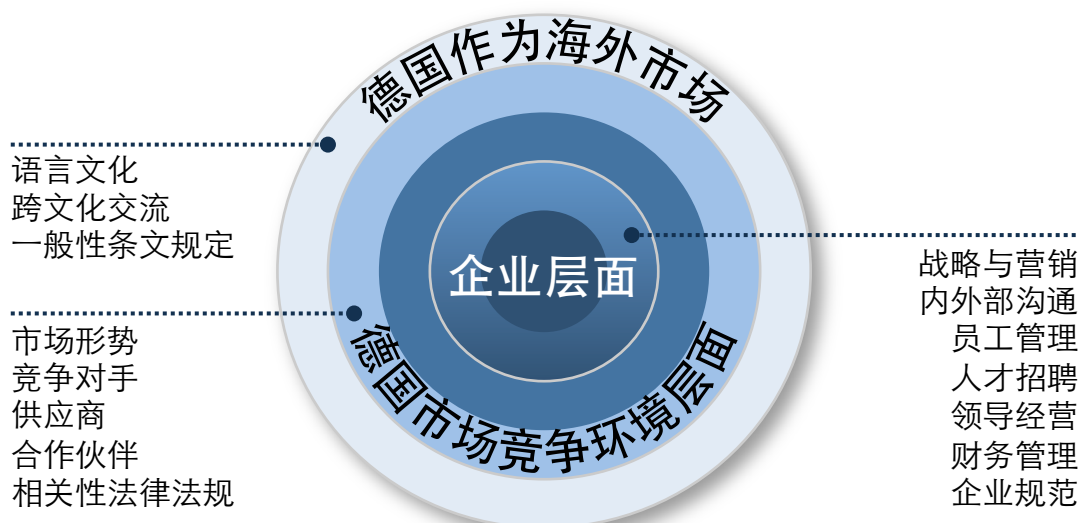 德国作为海外市场
语言文化
跨文化交流
一般性条文规定
企业层面
战略与营销
内外部沟通
员工管理
人才招聘
领导经营
财务管理
企业规范
市场形势
竞争对手
供应商
合作伙伴
相关性法律法规
德国市场竞争环境层面